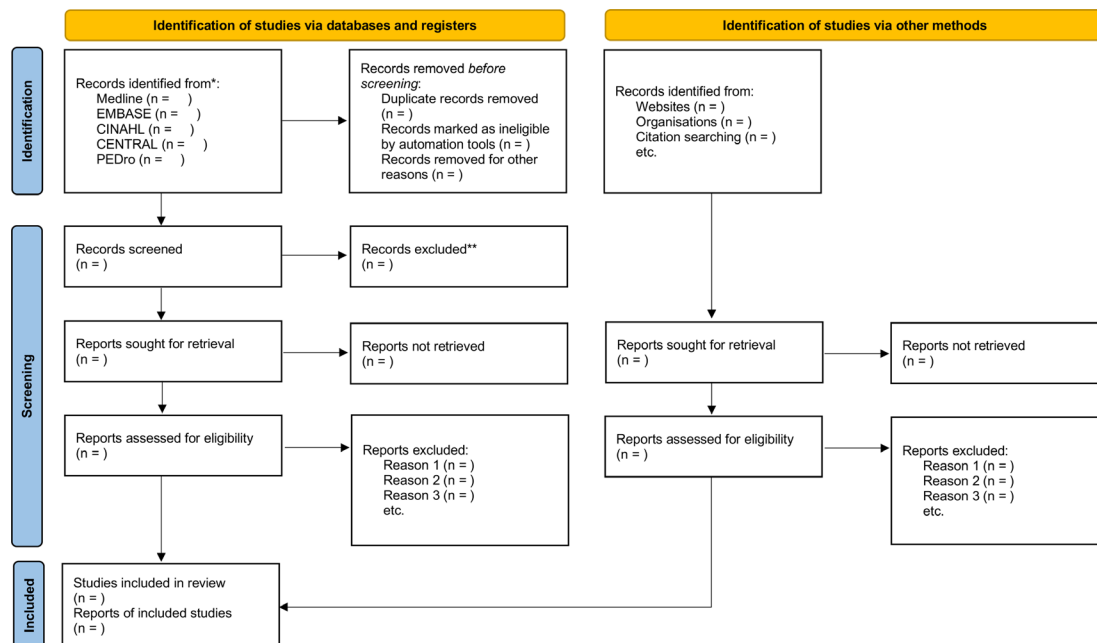 Identification of studies via databases and registers
Identification of studies via other methods
Identification
Records identified from*:
Medline (n = )
EMBASE (n = )
CINAHL (n = )
CENTRAL (n = )
PEDro (n = )
Records removed before
screening:
Duplicate records removed
(n = )
Records marked as ineligible
by automation tools (n = )
Records removed for other
reasons (n = )
Records identified from:
Websites (n = )
Organisations (n = )
Citation searching (n = )
etc.
Screening
Records screened
(n = )
Records excluded**
(n = )
Reports sought for retrieval
(n = )
Reports not retrieved
(n = )
Reports sought for retrieval
(n = )
Reports not retrieved
(n = )
Reports assessed for eligibility
(n = )
Reports excluded:
Reason 1 (n = )
Reason 2 (n = )
Reason 3 (n = )
etc.
Reports assessed for eligibility
(n = )
Reports excluded:
Reason 1 (n = )
Reason 2 (n = )
Reason 3 (n = )
etc.
Included
Studies included in review
(n = )
Reports of included studies
(n = )